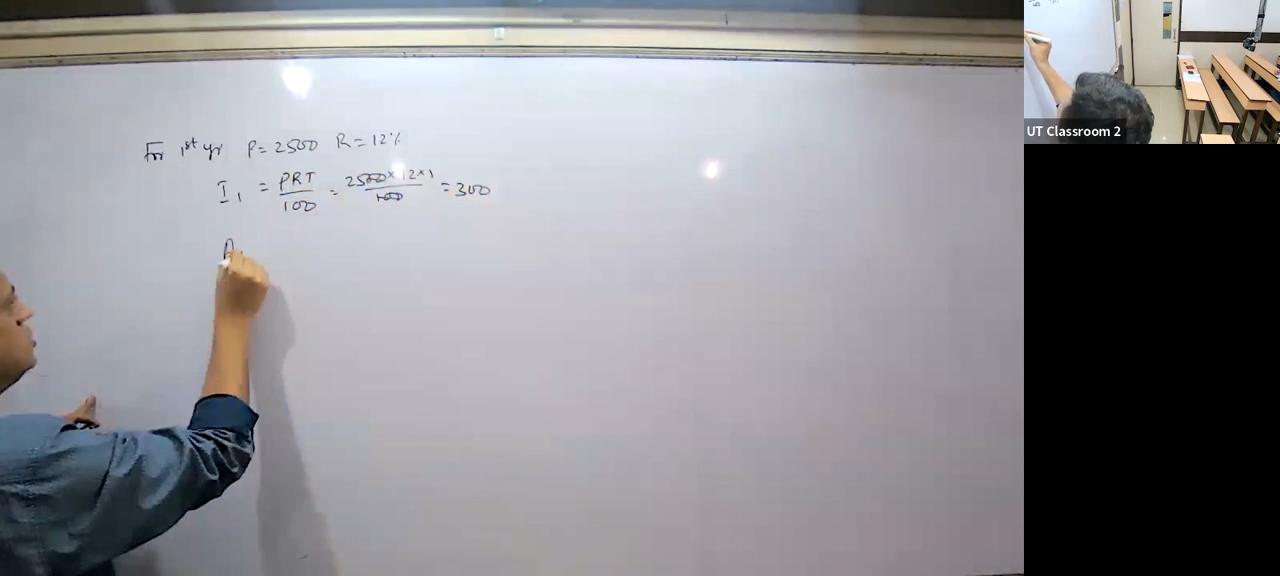 For 1st yr P = 2500 R = 12%
I₁ = PRT/100 = 2500 × 12 × 1/100 = 300
A
UT Classroom 2